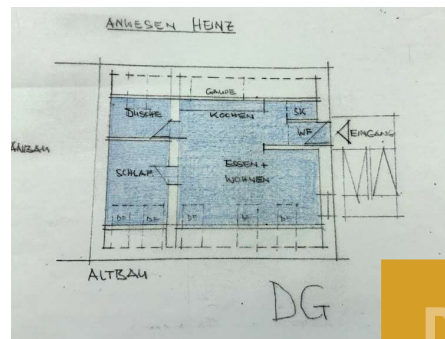 ANWESEN HEINZ
GAUPE
DUSCHE
KOCHEN
SK
WF
EINGANG
ANBAU
SCHLAF
ESSEN +
WOHNEN
DF DF DF DF DF
ALTBAU
DG
D